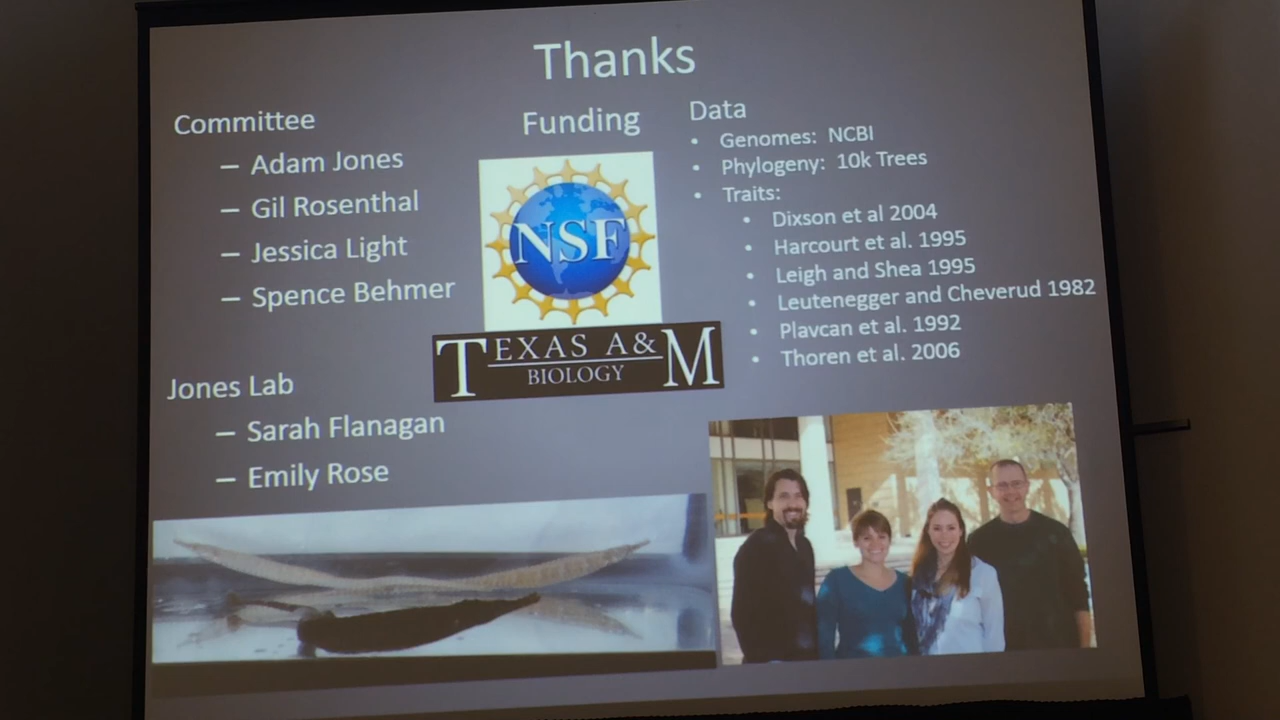 Thanks
Committee
– Adam Jones
– Gil Rosenthal
– Jessica Light
– Spence Behmer
Jones Lab
– Sarah Flanagan
– Emily Rose
Funding
NSF
TEXAS A&M
BIOLOGY
Data
• Genomes: NCBI
• Phylogeny: 10k Trees
• Traits:
• Dixson et al 2004
• Harcourt et al. 1995
• Leigh and Shea 1995
• Leutenegger and Cheverud 1982
• Plavcan et al. 1992
• Thoren et al. 2006